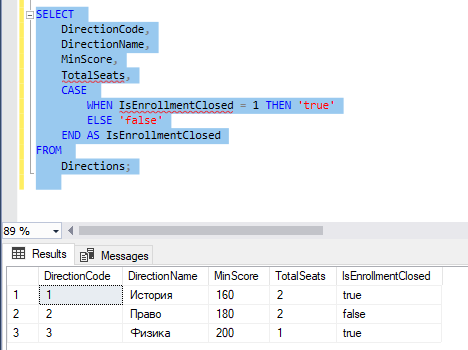 SELECT
DirectionCode,
DirectionName,
MinScore,
TotalSeats,
CASE
WHEN IsEnrollmentClosed = 1 THEN 'true'
ELSE 'false'
END AS IsEnrollmentClosed
FROM
Directions;
89 %
Results Messages
DirectionCode DirectionName MinScore TotalSeats IsEnrollmentClosed
1 1 История 160 2 true
2 2 Право 180 2 false
3 3 Физика 200 1 true